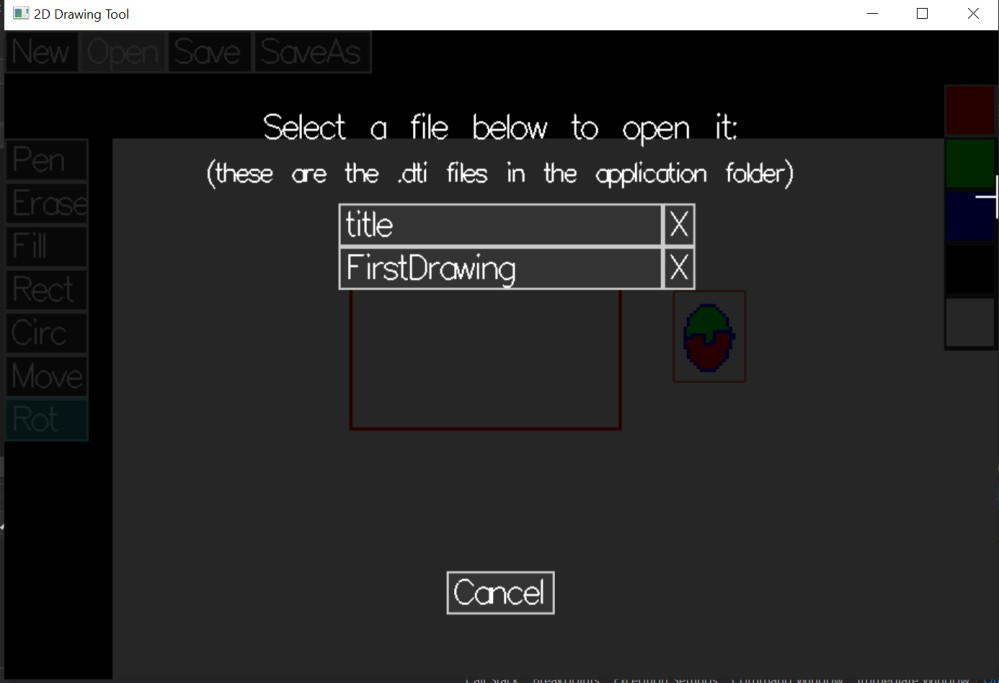 2D Drawing Tool
New Open Save SaveAs
Select a file below to open it:
(these are the .dti files in the application folder)
Pen
Erase
Fill
Rect
Circ
Move
Rot
title X
FirstDrawing X
Cancel